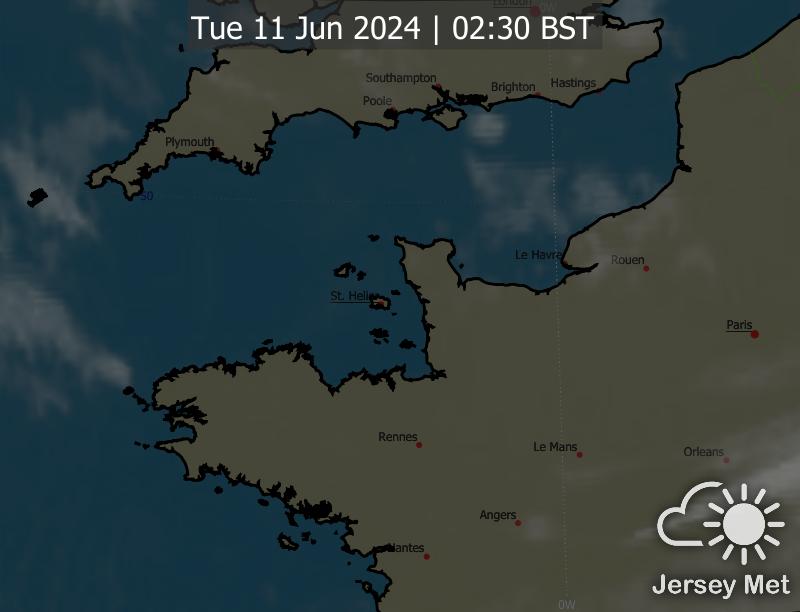 London
0W
Tue 11 Jun 2024 | 02:30 BST
Southampton
Brighton
Hastings
Poole
Plymouth
50
Le Havre
Rouen
St. Helier
Paris
Rennes
Le Mans
Orleans
Angers
Nantes
Jersey Met
0W